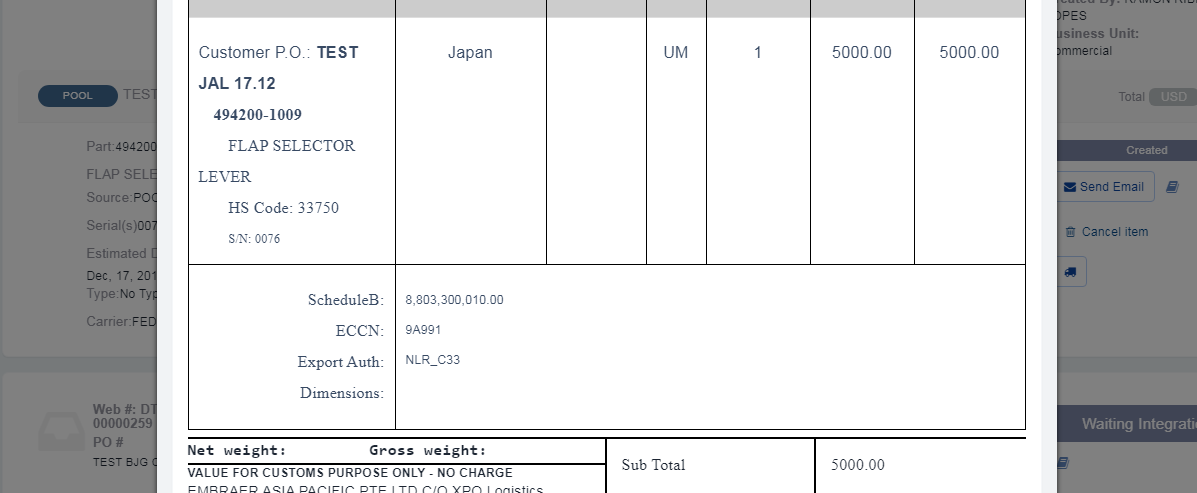 Customer P.O.: TEST JAL 17.12
494200-1009
FLAP SELECTOR LEVER
HS Code: 33750
S/N: 0076
Japan
UM
1
5000.00
5000.00
ScheduleB: 8,803,300,010.00
ECCN: 9A991
Export Auth: NLR_C33
Dimensions:
Net weight: Gross weight:
VALUE FOR CUSTOMS PURPOSE ONLY - NO CHARGE
EMBRAER ASIA PACIFIC PTE LTD C/O XPO Logistics
Sub Total 5000.00
POOL TEST
Part:494200
FLAP SELE
Source:POO
Serial(s)007
Estimated D
Dec, 17, 201
Type:No Typ
Carrier:FED
Web #: DT
00000259
PO #
TEST BJG
Created By: RAMON
OPES
usiness Unit:
ommercial
Total USD
Created
Send Email
Cancel item
Waiting Integrati